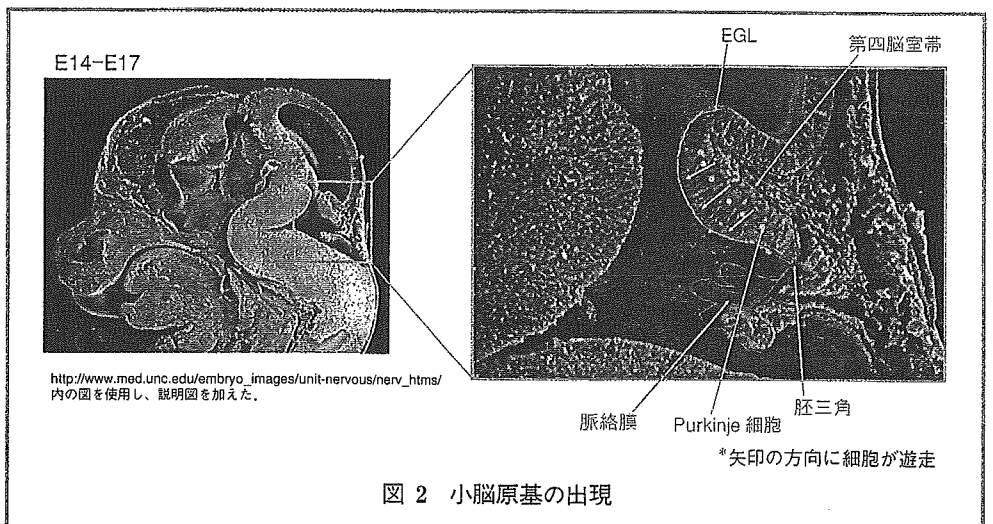 E14-E17
EGL
第四脳室帯
http://www.med.unc.edu/embryo_images/unit-nervous/nerv_htms/
内の図を使用し、説明図を加えた.
脈絡膜
Purkinje 細胞
胚三角
*矢印の方向に細胞が遊走
図 2 小脳原基の出現